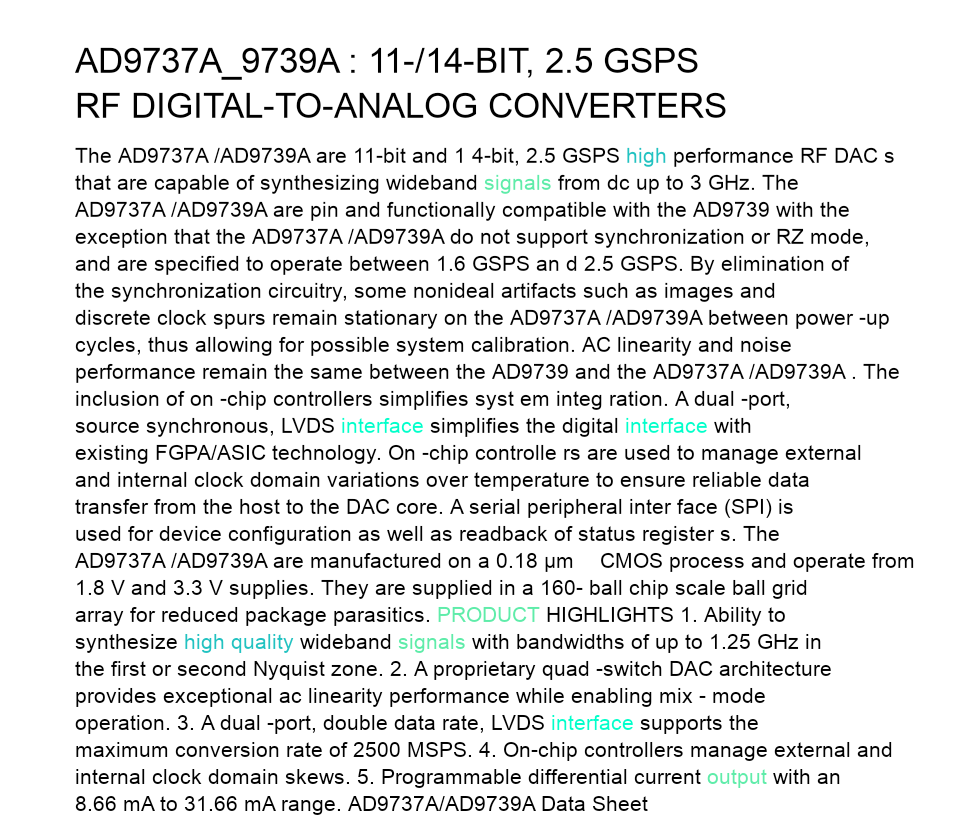 AD9737A_9739A : 11-/14-BIT, 2.5 GSPS
RF DIGITAL-TO-ANALOG CONVERTERS
The AD9737A /AD9739A are 11-bit and 1 4-bit, 2.5 GSPS high performance RF DAC s
that are capable of synthesizing wideband signals from dc up to 3 GHz. The
AD9737A /AD9739A are pin and functionally compatible with the AD9739 with the
exception that the AD9737A /AD9739A do not support synchronization or RZ mode,
and are specified to operate between 1.6 GSPS an d 2.5 GSPS. By elimination of
the synchronization circuitry, some nonideal artifacts such as images and
discrete clock spurs remain stationary on the AD9737A /AD9739A between power -up
cycles, thus allowing for possible system calibration. AC linearity and noise
performance remain the same between the AD9739 and the AD9737A /AD9739A . The
inclusion of on -chip controllers simplifies syst em integ ration. A dual -port,
source synchronous, LVDS interface simplifies the digital interface with
existing FGPA/ASIC technology. On -chip controlle rs are used to manage external
and internal clock domain variations over temperature to ensure reliable data
transfer from the host to the DAC core. A serial peripheral inter face (SPI) is
used for device configuration as well as readback of status register s. The
AD9737A /AD9739A are manufactured on a 0.18 μm CMOS process and operate from
1.8 V and 3.3 V supplies. They are supplied in a 160- ball chip scale ball grid
array for reduced package parasitics. PRODUCT HIGHLIGHTS 1. Ability to
synthesize high quality wideband signals with bandwidths of up to 1.25 GHz in
the first or second Nyquist zone. 2. A proprietary quad -switch DAC architecture
provides exceptional ac linearity performance while enabling mix - mode
operation. 3. A dual -port, double data rate, LVDS interface supports the
maximum conversion rate of 2500 MSPS. 4. On-chip controllers manage external and
internal clock domain skews. 5. Programmable differential current output with an
8.66 mA to 31.66 mA range. AD9737A/AD9739A Data Sheet